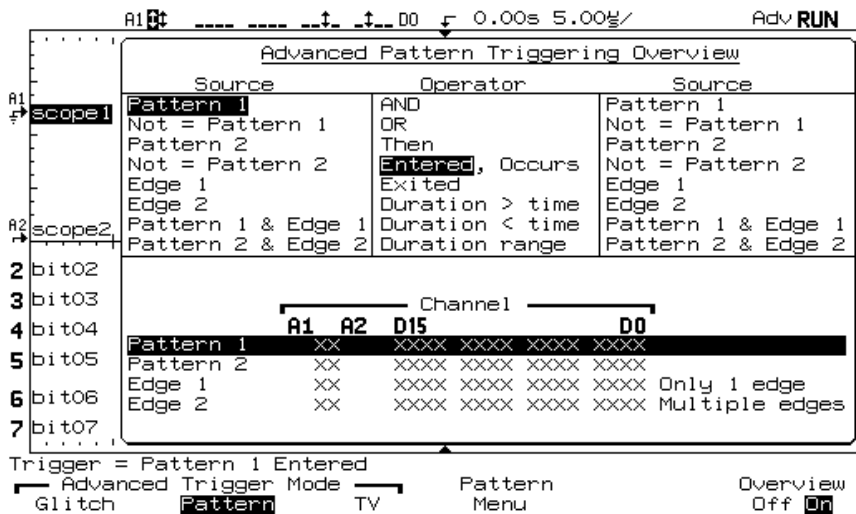 A1 D0 0.00s 5.00µs/ Adv RUN
Advanced Pattern Triggering Overview
Source Operator Source
Pattern 1 AND Pattern 1
Not = Pattern 1 OR Not = Pattern 1
Pattern 2 Then Pattern 2
Not = Pattern 2 Entered, Occurs Not = Pattern 2
Edge 1 Exited Edge 1
Edge 2 Duration > time Edge 2
Pattern 1 & Edge 1 Duration < time Pattern 1 & Edge 1
Pattern 2 & Edge 2 Duration range Pattern 2 & Edge 2
A1 scope1
A2 scope2
2 bit02
3 bit03
4 bit04
5 bit05
6 bit06
7 bit07
Channel
A1 A2 D15 D0
Pattern 1 XX XXXX XXXX XXXX XXXX
Pattern 2 XX XXXX XXXX XXXX XXXX
Edge 1 XX XXXX XXXX XXXX XXXX Only 1 edge
Edge 2 XX XXXX XXXX XXXX XXXX Multiple edges
Trigger = Pattern 1 Entered
Advanced Trigger Mode Pattern Overview
Glitch Pattern TV Menu Off On